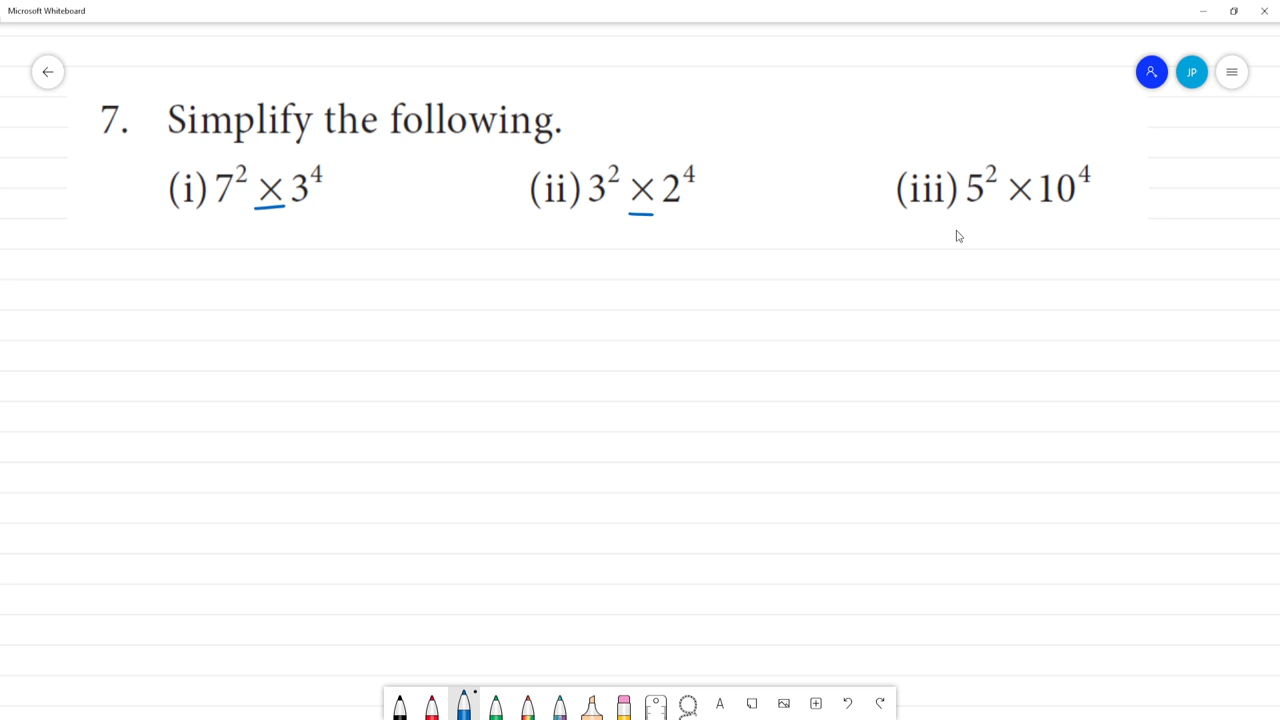 Microsoft Whiteboard
JP
7. Simplify the following.
(i) 7² × 3⁴ (ii) 3² × 2⁴ (iii) 5² × 10⁴
A